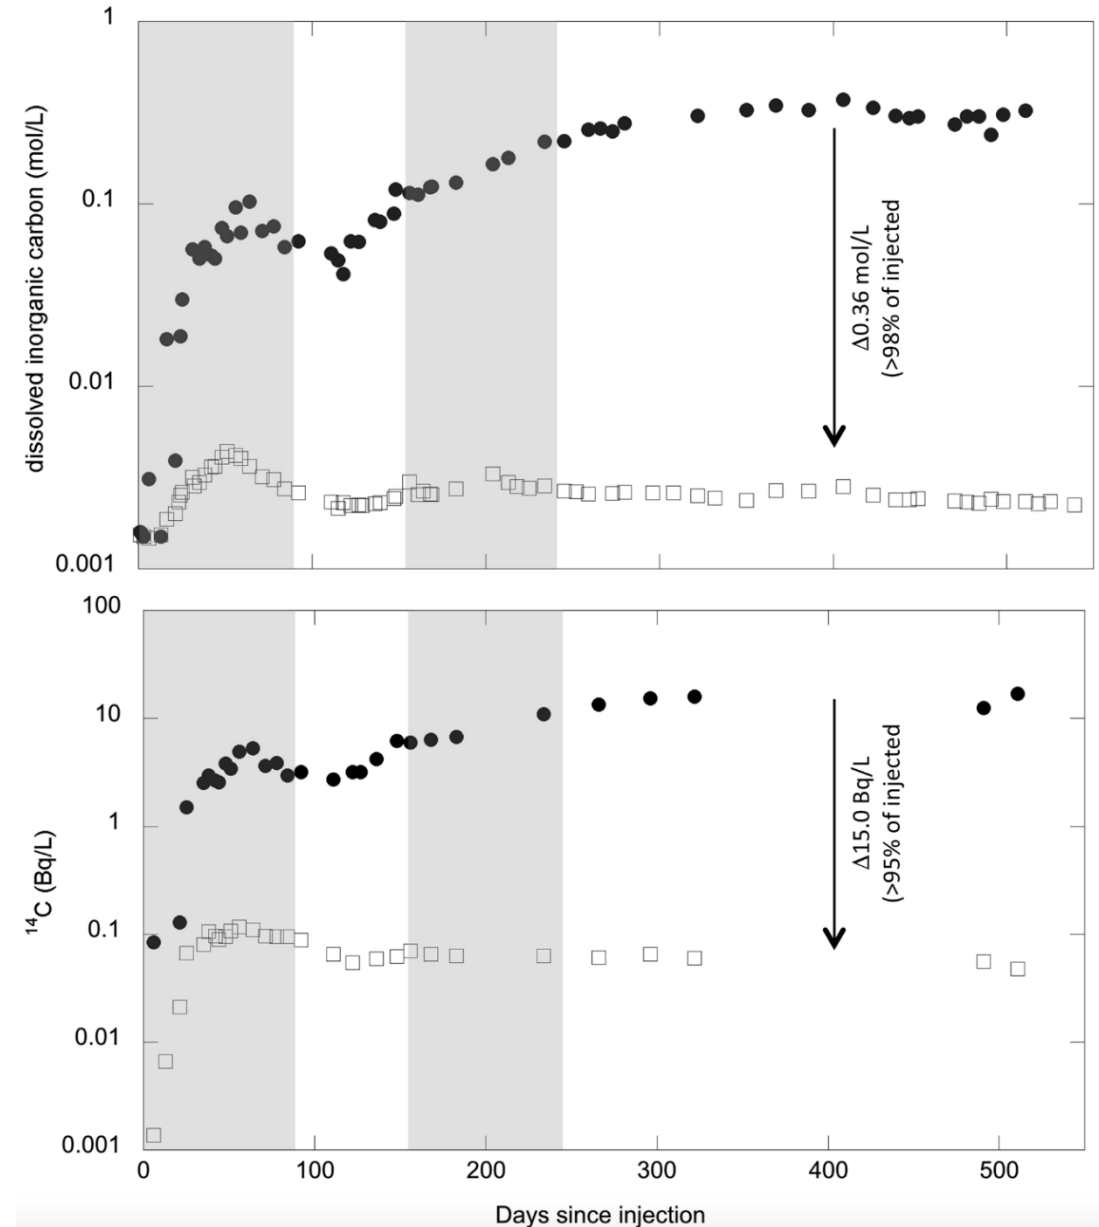 1
0.1
0.01
0.001
dissolved inorganic carbon (mol/L)
Δ0.36 mol/L
(>98% of injected)
100
10
1
0.1
0.01
0.001
¹⁴C (Bq/L)
Δ15.0 Bq/L
(>95% of injected)
0 100 200 300 400 500
Days since injection